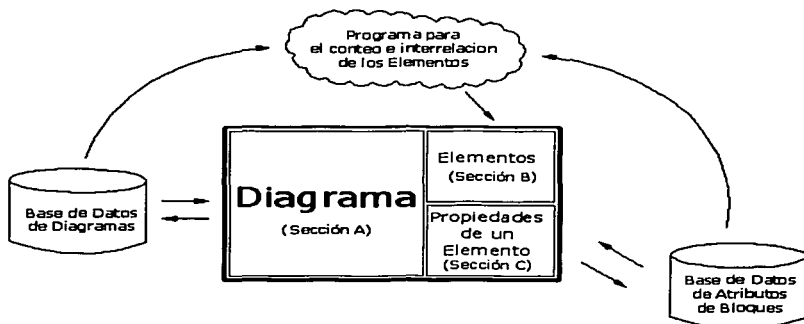 Programa para
el conteo e interrelacion
de los Elementos
Diagrama
(Sección A)
Elementos
(Sección B)
Propiedades
de un
Elemento
(Sección C)
Base de Datos
de Diagramas
Base de Datos
de Atributos
de Bloques